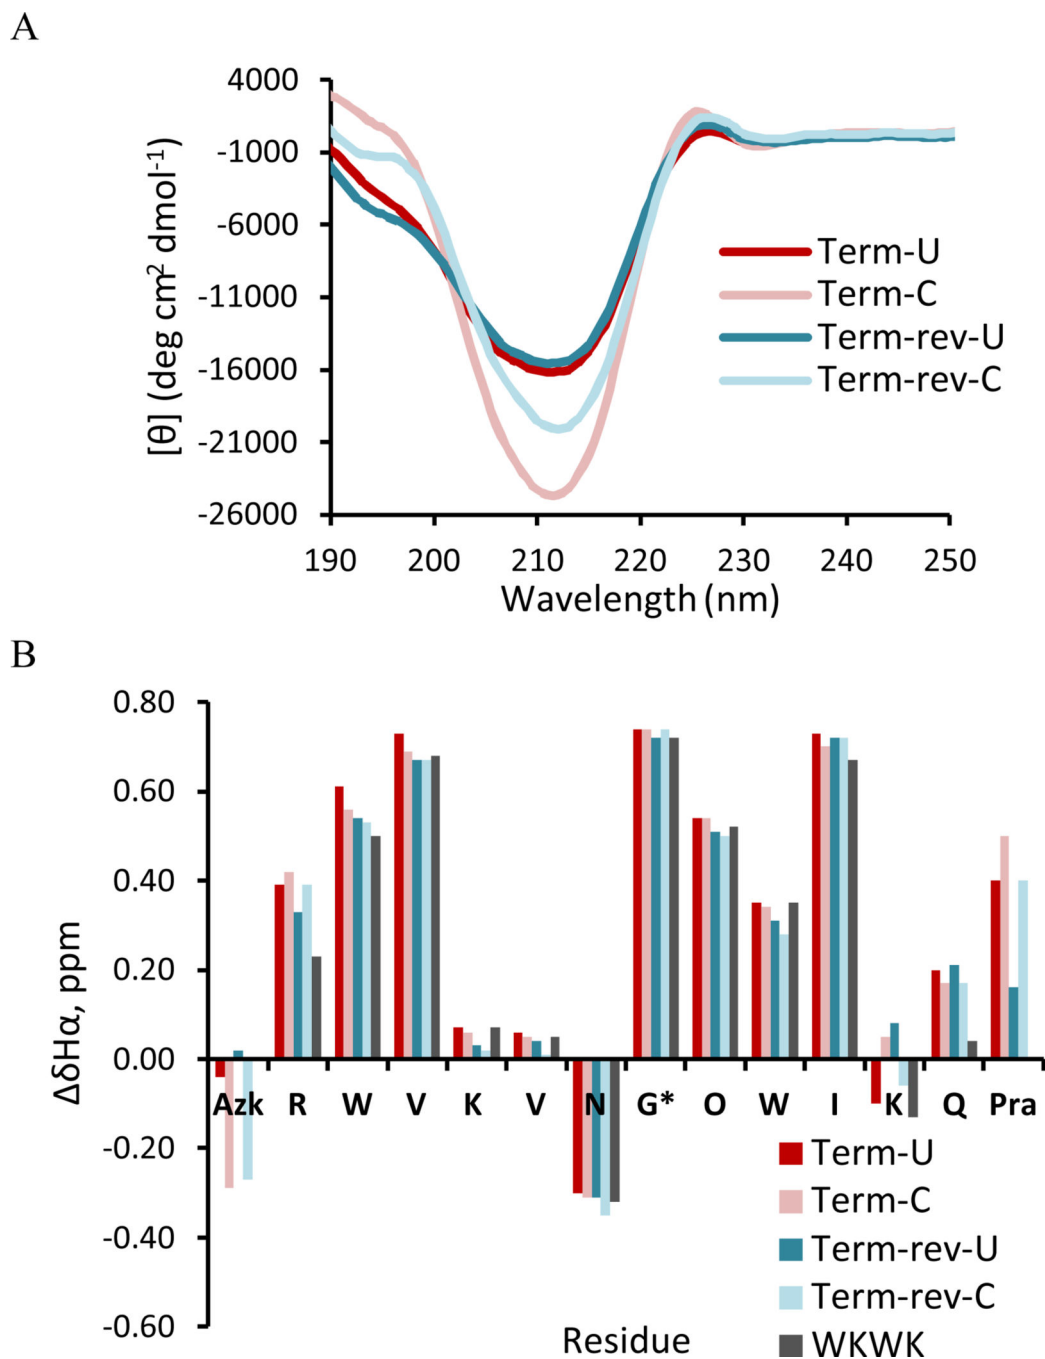 A
4000
-1000
-6000
-11000
-16000
-21000
-26000
[θ] (deg cm² dmol⁻¹)
190 200 210 220 230 240 250
Wavelength (nm)
Term-U
Term-C
Term-rev-U
Term-rev-C
B
0.80
0.60
0.40
0.20
0.00
-0.20
-0.40
-0.60
ΔδHα, ppm
Azk R W V K V N G* O W I K Q Pra
Residue
Term-U
Term-C
Term-rev-U
Term-rev-C
WKWK